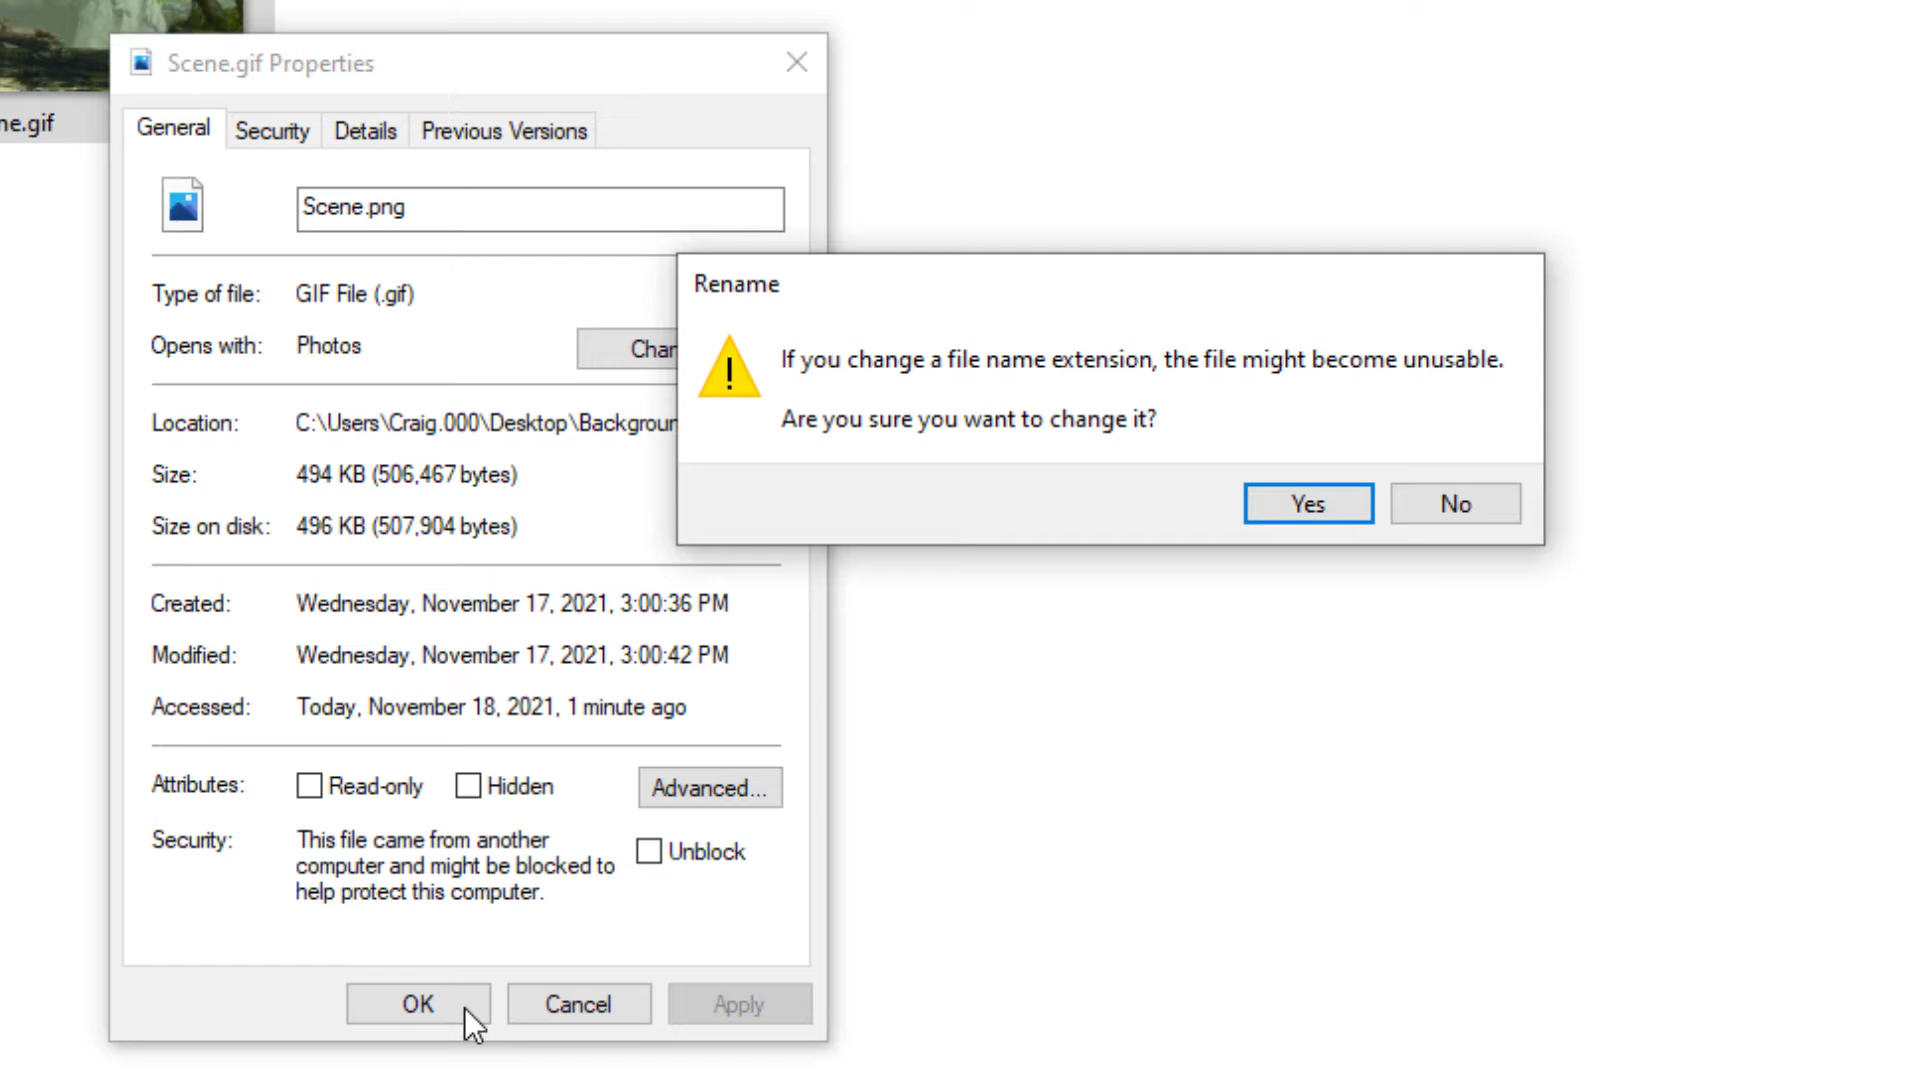 ne.gif
Scene.gif Properties
General Security Details Previous Versions
Scene.png
Type of file: GIF File (.gif)
Opens with: Photos
Chan
Location: C:\Users\Craig.000\Desktop\Backgroun
Size: 494 KB (506,467 bytes)
Size on disk: 496 KB (507,904 bytes)
Created: Wednesday, November 17, 2021, 3:00:36 PM
Modified: Wednesday, November 17, 2021, 3:00:42 PM
Accessed: Today, November 18, 2021, 1 minute ago
Attributes: Read-only Hidden Advanced...
Security: This file came from another
computer and might be blocked to
help protect this computer.
Unblock
OK Cancel Apply
Rename
If you change a file name extension, the file might become unusable.
Are you sure you want to change it?
Yes No